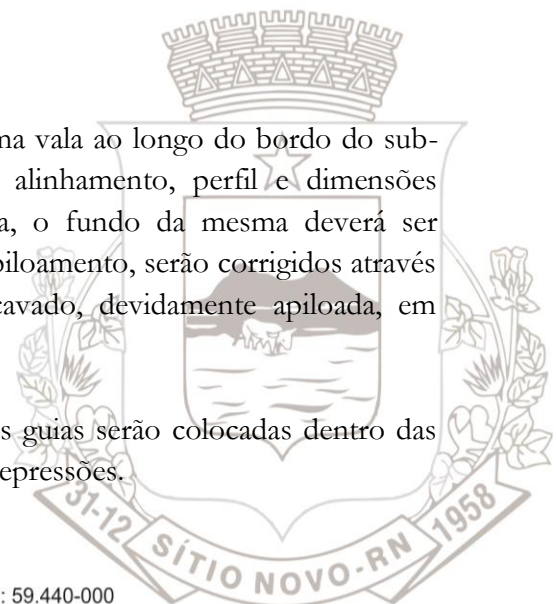 ma vala ao longo do bordo do sub-
alinhamento, perfil e dimensões
a, o fundo da mesma deverá ser
piloamento, serão corrigidos através
cavado, devidamente apiloada, em
s guias serão colocadas dentro das
epressões.
31-12 SÍTIO NOVO-RN 1958
: 59.440-000